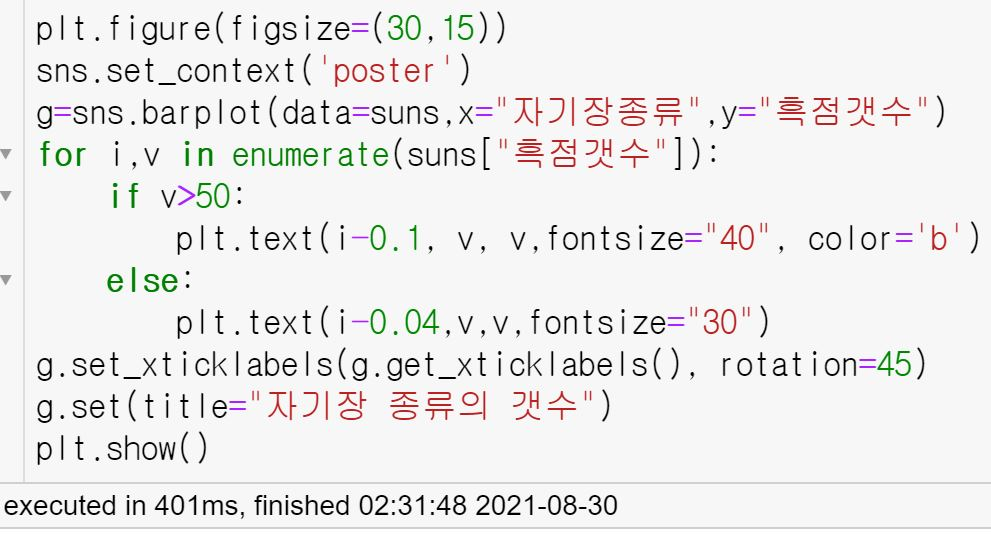 plt.figure(figsize=(30,15))
sns.set_context('poster')
g=sns.barplot(data=suns,x="자기장종류",y="흑점갯수")
for i,v in enumerate(suns["흑점갯수"]):
    if v>50:
        plt.text(i-0.1, v, v,fontsize="40", color='b')
    else:
        plt.text(i-0.04,v,v,fontsize="30")
g.set_xticklabels(g.get_xticklabels(), rotation=45)
g.set(title="자기장 종류의 갯수")
plt.show()
executed in 401ms, finished 02:31:48 2021-08-30